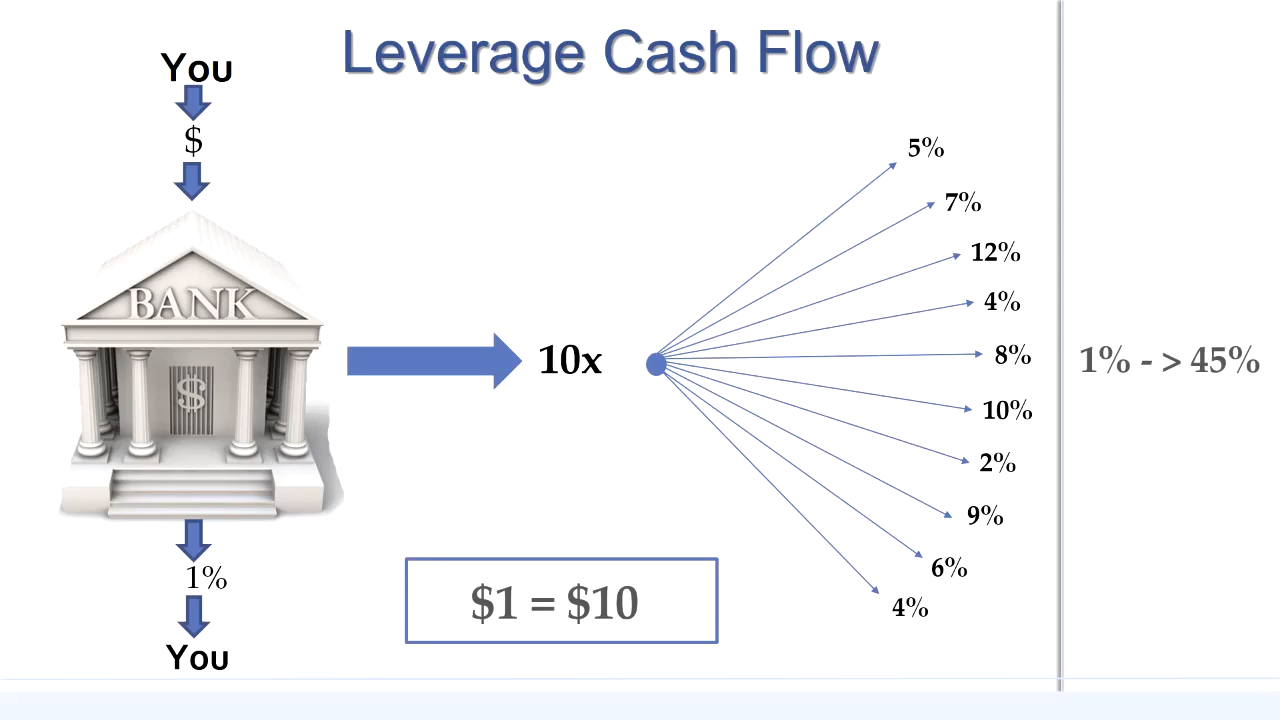 Leverage Cash Flow
You
$
BANK
$
1%
You
10x
5%
7%
12%
4%
8%
10%
2%
9%
6%
4%
1% - > 45%
$1 = $10